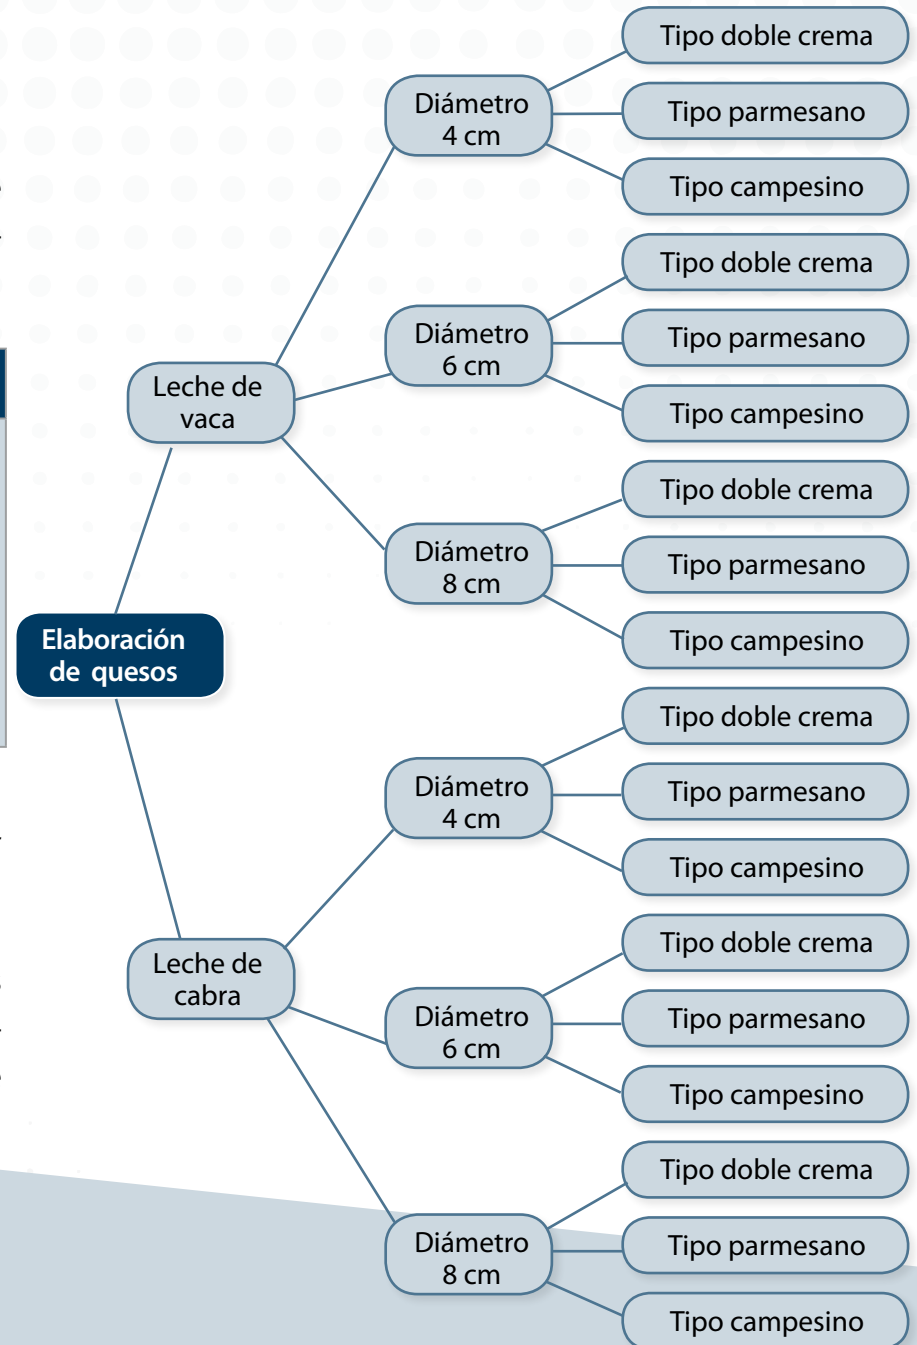 Elaboración
de quesos
Leche de
vaca
Diámetro
4 cm
Tipo doble crema
Tipo parmesano
Tipo campesino
Diámetro
6 cm
Tipo doble crema
Tipo parmesano
Tipo campesino
Diámetro
8 cm
Tipo doble crema
Tipo parmesano
Tipo campesino
Leche de
cabra
Diámetro
4 cm
Tipo doble crema
Tipo parmesano
Tipo campesino
Diámetro
6 cm
Tipo doble crema
Tipo parmesano
Tipo campesino
Diámetro
8 cm
Tipo doble crema
Tipo parmesano
Tipo campesino